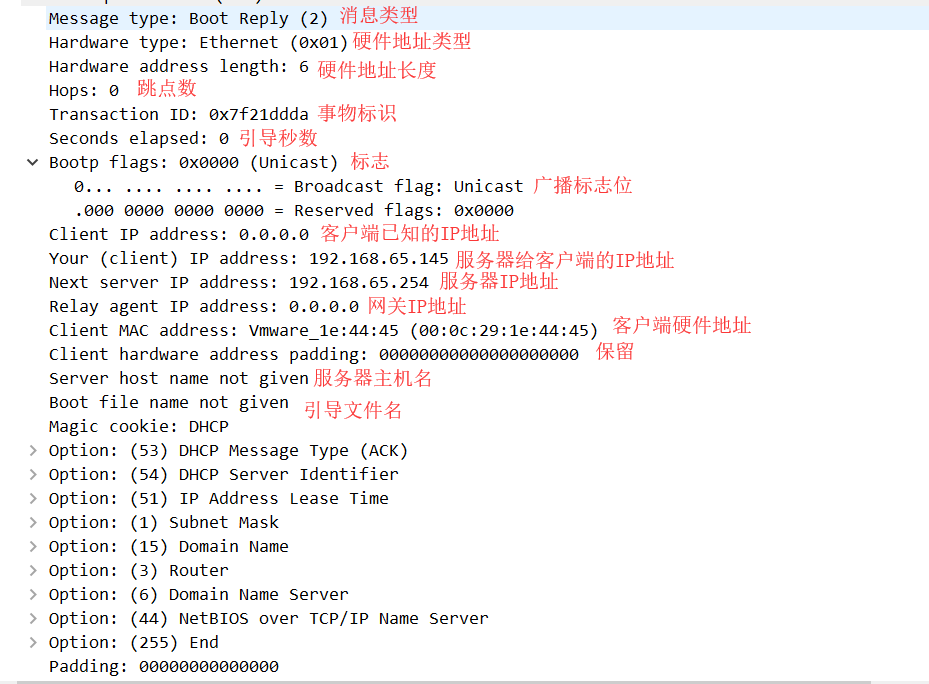 Message type: Boot Reply (2) 消息类型
Hardware type: Ethernet (0x01) 硬件地址类型
Hardware address length: 6 硬件地址长度
Hops: 0 跳点数
Transaction ID: 0x7f21ddda 事物标识
Seconds elapsed: 0 引导秒数
Bootp flags: 0x0000 (Unicast) 标志
0... .... .... .... = Broadcast flag: Unicast 广播标志位
.000 0000 0000 0000 = Reserved flags: 0x0000
Client IP address: 0.0.0.0 客户端已知的IP地址
Your (client) IP address: 192.168.65.145 服务器给客户端的IP地址
Next server IP address: 192.168.65.254 服务器IP地址
Relay agent IP address: 0.0.0.0 网关IP地址
Client MAC address: Vmware_1e:44:45 (00:0c:29:1e:44:45) 客户端硬件地址
Client hardware address padding: 00000000000000000000 保留
Server host name not given 服务器主机名
Boot file name not given 引导文件名
Magic cookie: DHCP
Option: (53) DHCP Message Type (ACK)
Option: (54) DHCP Server Identifier
Option: (51) IP Address Lease Time
Option: (1) Subnet Mask
Option: (15) Domain Name
Option: (3) Router
Option: (6) Domain Name Server
Option: (44) NetBIOS over TCP/IP Name Server
Option: (255) End
Padding: 00000000000000